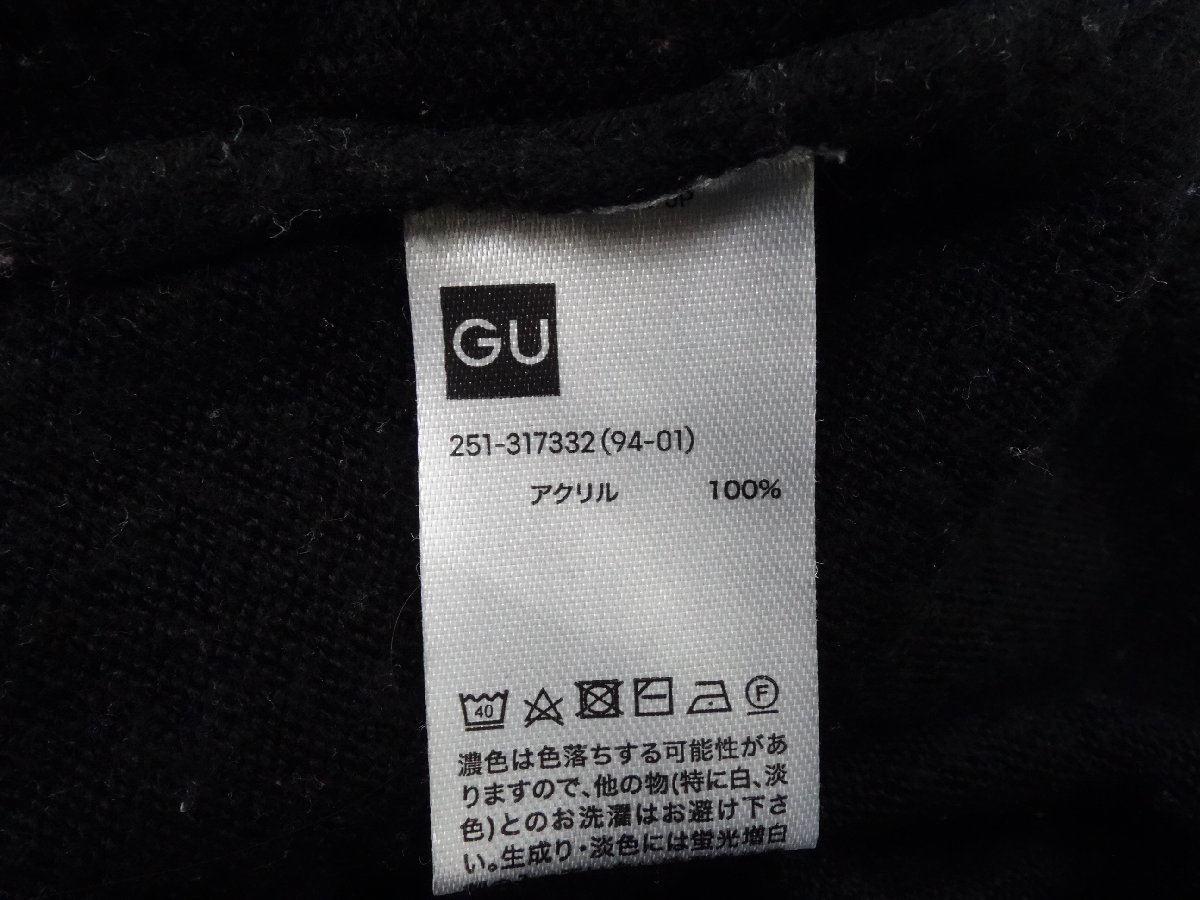 GU
251-317332(94-01)
アクリル 100%
40 F
濃色は色落ちする可能性があ
りますので、他の物(特に白、淡
色)とのお洗濯はお避け下さ
い。生成り・淡色には蛍光増白